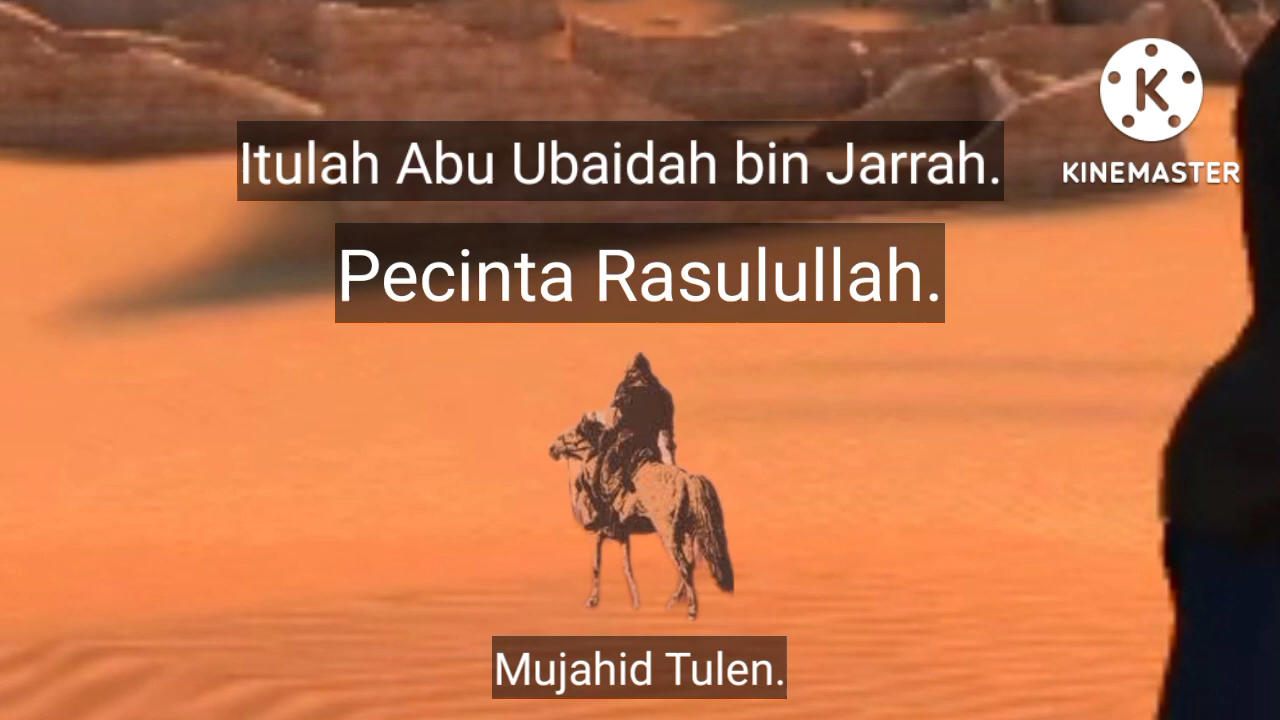 Itulah Abu Ubaidah bin Jarrah.
KINEMASTER
Pecinta Rasulullah.
Mujahid Tulen.